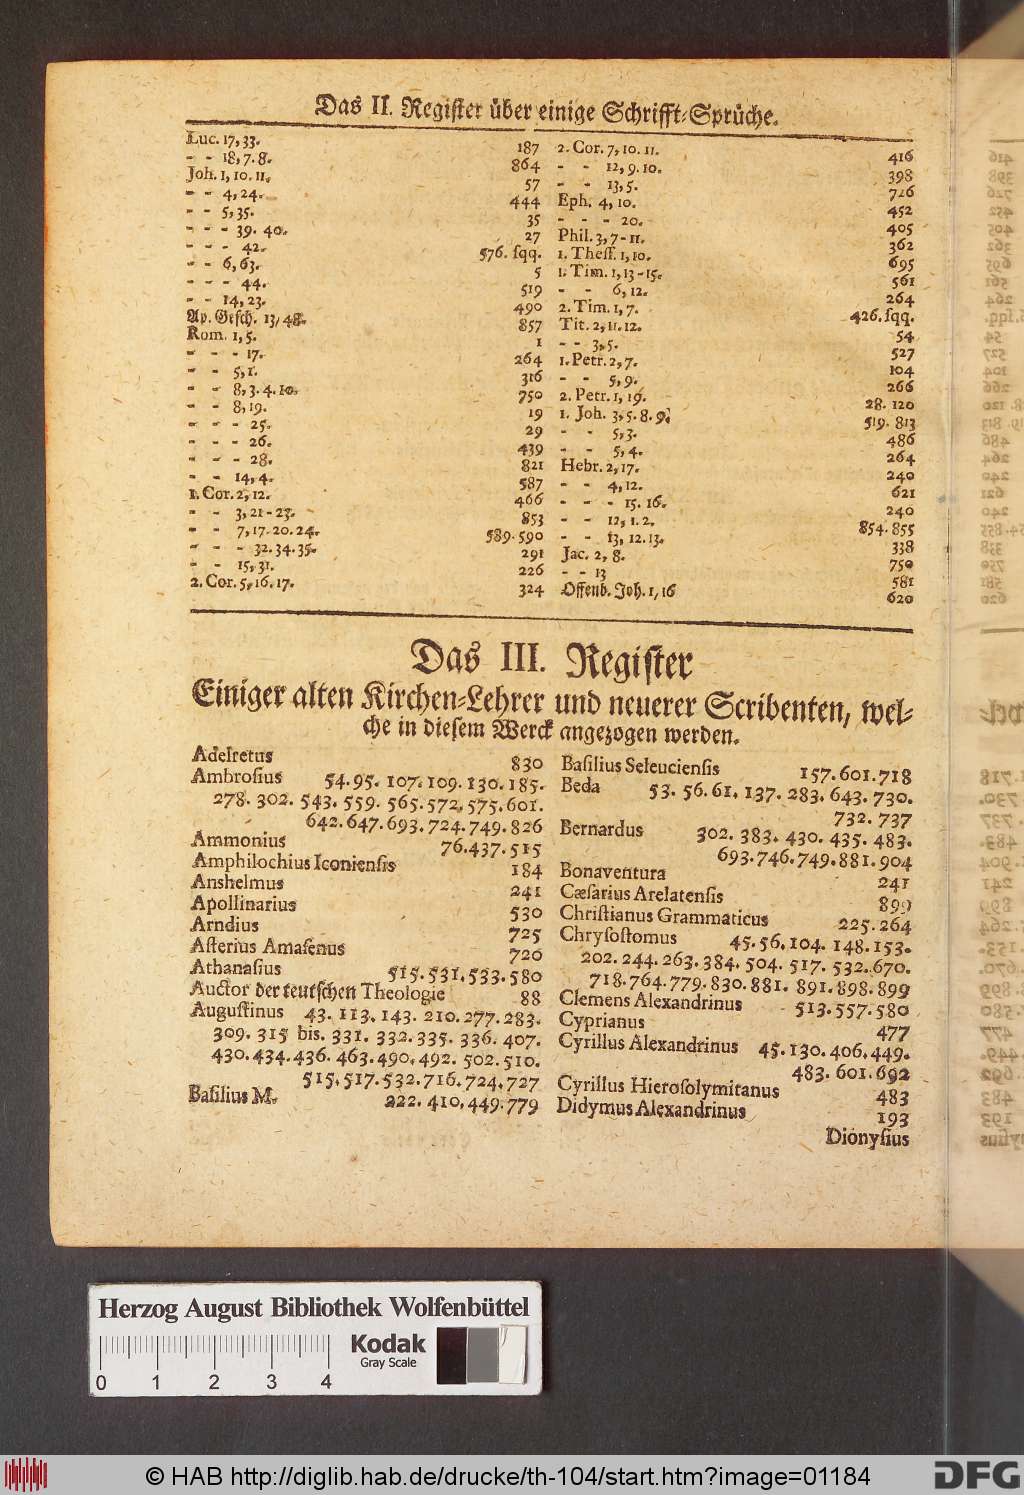 Das II. Register über einige Schrifft-Sprüche.
Luc. 17, 33. 187
- - 18, 7. 8. 864
Joh. 1, 10. 11. 57
- - 4, 24. 444
- - 5, 35. 35
- - - 39. 40. 27
- - - 42. 576. sqq.
- - 6, 63. 5
- - - 44. 519
- - 14, 23. 490
Ap. Gesch. 13, 48. 857
Rom. 1, 5. 1
- - - 17. 264
- - 5, 1. 316
- - 8, 3. 4. 10. 750
- - 8, 19. 19
- - - 25. 29
- - - 26. 439
- - - 28. 821
- - 14, 4. 587
1. Cor. 2, 12. 466
- - 3, 21-23. 853
- - 7, 17. 20. 24. 589. 590
- - - 32. 34. 35. 291
- - 15, 31. 226
2. Cor. 5, 16. 17. 324
2. Cor. 7, 10. 11. 416
- - 12, 9. 10. 398
- - 13, 5. 726
Eph. 4, 10. 452
- - - 20. 405
Phil. 3, 7-11. 362
1. Thess. 1, 10. 695
1. Tim. 1, 13-15. 561
- - 6, 12. 264
2. Tim. 1, 7. 426. sqq.
Tit. 2, 11. 12. 54
- - 3, 5. 527
1. Petr. 2, 7. 104
- - 5, 9. 266
2. Petr. 1, 19. 28. 120
1. Joh. 3, 5. 8. 9. 519. 813
- - 5, 3. 486
- - 5, 4. 264
Hebr. 2, 17. 240
- - 4, 12. 621
- - - 15. 16. 240
- - 12, 1. 2. 854. 855
- - 13, 12. 13. 338
Jac. 2, 8. 750
- - 13 581
Offenb. Joh. 1, 16 620
Das III. Register
Einiger alten Kirchen-Lehrer und neuerer Scribenten, wel-
che in diesem Werck angezogen werden.
Adelretus 830
Ambrosius 54. 95. 107. 109. 130. 185.
278. 302. 543. 559. 565. 572. 575. 601.
642. 647. 693. 724. 749. 826
Ammonius 76. 437. 515
Amphilochius Iconiensis 184
Anshelmus 241
Apollinarius 530
Arndius 725
Asterius Amasenus 720
Athanasius 515. 531. 533. 580
Auctor der teutschen Theologie 88
Augustinus 43. 113. 143. 210. 277. 283.
309. 315 bis. 331. 332. 335. 336. 407.
430. 434. 436. 463. 490. 492. 502. 510.
515. 517. 532. 716. 724. 727
Basilius M. 222. 410. 449. 779
Basilius Seleuciensis 157. 601. 718
Beda 53. 56. 61. 137. 283. 643. 730.
732. 737
Bernardus 302. 383. 430. 435. 483.
693. 746. 749. 881. 904
Bonaventura 241
Cæsarius Arelatensis 899
Christianus Grammaticus 225. 264
Chrysostomus 45. 56. 104. 148. 153.
202. 244. 263. 384. 504. 517. 532. 670.
718. 764. 779. 830. 881. 891. 898. 899
Clemens Alexandrinus 513. 557. 580
Cyprianus 477
Cyrillus Alexandrinus 45. 130. 406. 449.
483. 601. 692
Cyrillus Hierosolymitanus 483
Didymus Alexandrinus 193
Dionysius
Herzog August Bibliothek Wolfenbüttel
Kodak
Gray Scale
0 1 2 3 4
© HAB http://diglib.hab.de/drucke/th-104/start.htm?image=01184
DFG